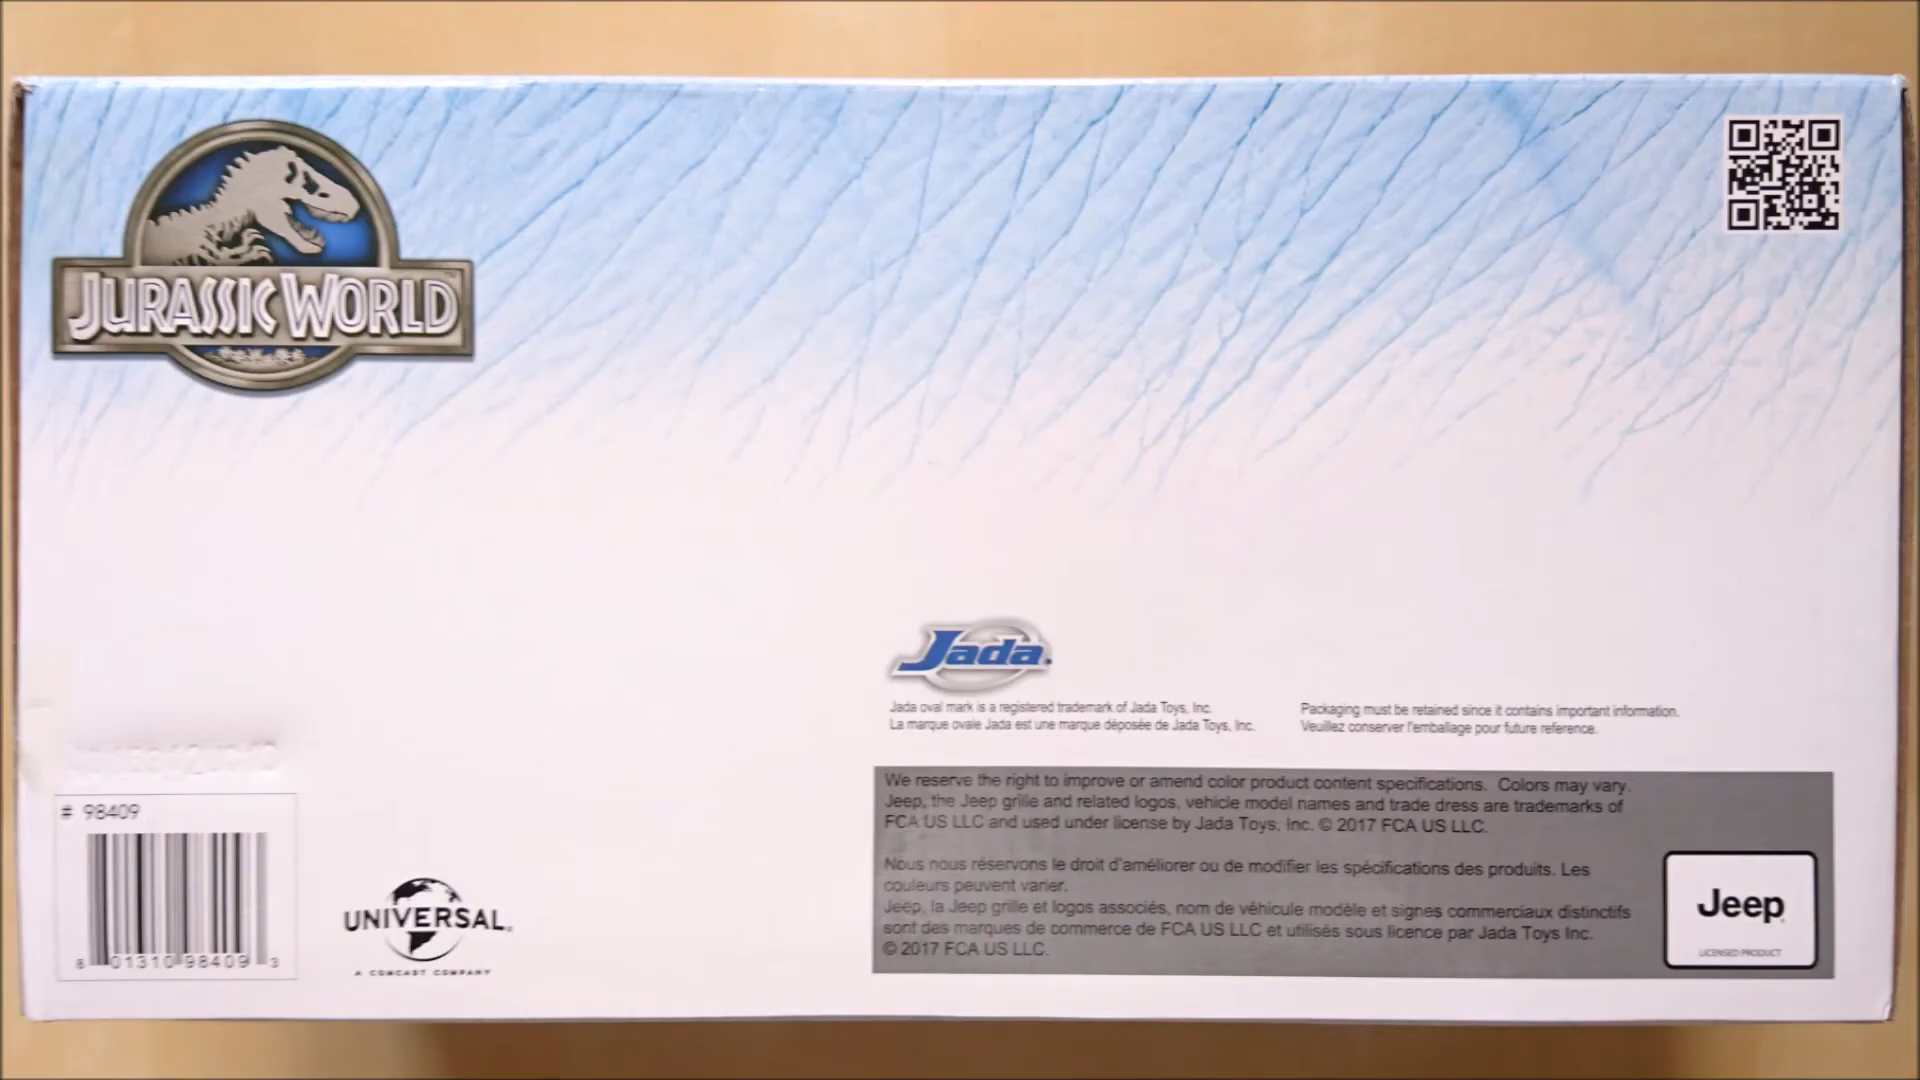 JURASSIC WORLD
TM
Jada.
Jada oval mark is a registered trademark of Jada Toys, Inc.
La marque ovale Jada est une marque déposée de Jada Toys, Inc.
Packaging must be retained since it contains important information.
Veuillez conserver l'emballage pour future reference.
We reserve the right to improve or amend color product content specifications. Colors may vary.
Jeep, the Jeep grille and related logos, vehicle model names and trade dress are trademarks of
FCA US LLC and used under license by Jada Toys, Inc. © 2017 FCA US LLC.
Nous nous réservons le droit d'améliorer ou de modifier les spécifications des produits. Les
couleurs peuvent varier.
Jeep, la Jeep grille et logos associés, nom de véhicule modèle et signes commerciaux distinctifs
sont des marques de commerce de FCA US LLC et utilisés sous licence par Jada Toys Inc.
© 2017 FCA US LLC.
Jeep
LICENSED PRODUCT
# 98409
8 01310 98409 3
UNIVERSAL
A COMCAST COMPANY